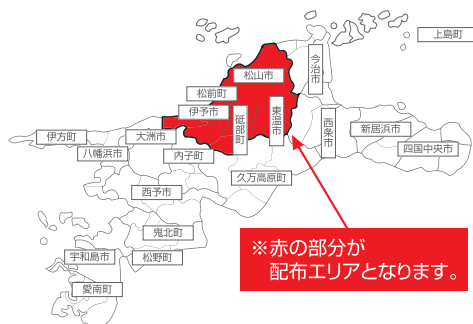 上島町
今治市
松山市
松前町
伊予市
砥部町
東温市
西条市
新居浜市
四国中央市
伊方町
大洲市
八幡浜市
内子町
久万高原町
西予市
鬼北町
宇和島市
松野町
愛南町
※赤の部分が
配布エリアとなります。